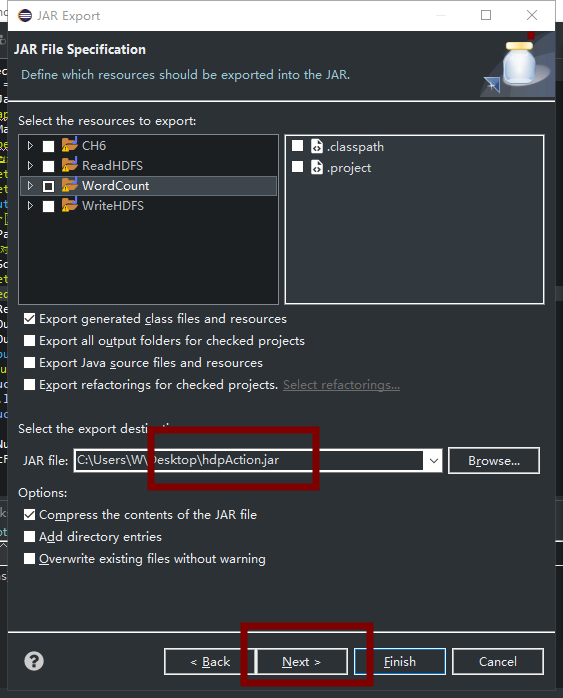 JAR Export
JAR File Specification
Define which resources should be exported into the JAR.
Select the resources to export:
CH6
ReadHDFS
WordCount
WriteHDFS
.classpath
.project
Export generated class files and resources
Export all output folders for checked projects
Export Java source files and resources
Export refactorings for checked projects. Select refactorings...
Select the export destination:
JAR file: C:\Users\W\Desktop\hdpAction.jar Browse...
Options:
Compress the contents of the JAR file
Add directory entries
Overwrite existing files without warning
? < Back Next > Finish Cancel